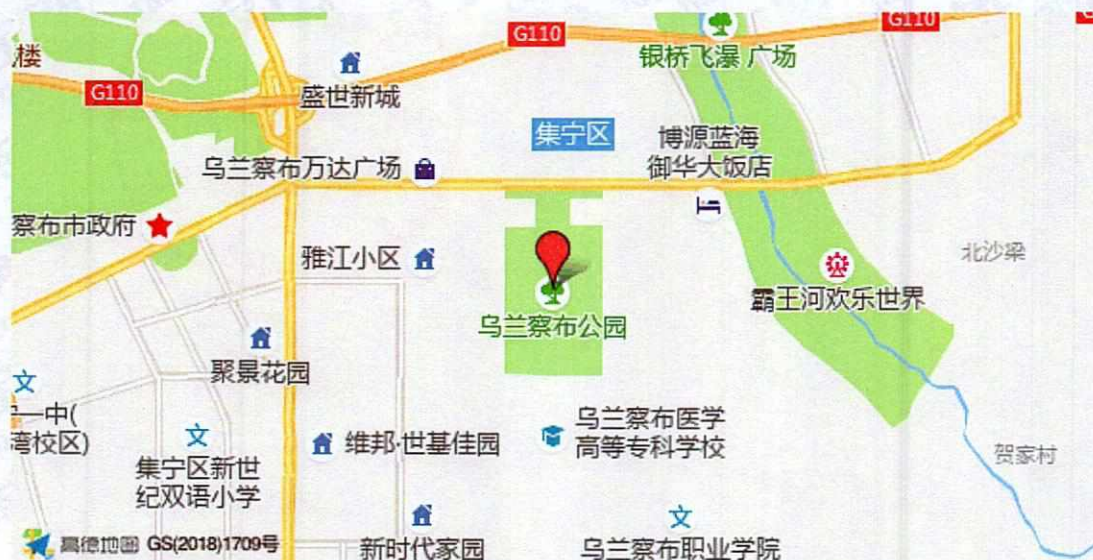 G110
G110
银桥飞瀑 广场
楼
G110
盛世新城
集宁区
博源蓝海
御华大饭店
乌兰察布万达广场
察布市政府
雅江小区
北沙梁
霸王河欢乐世界
乌兰察布公园
聚景花园
一中(
湾校区)
乌兰察布医学
高等专科学校
维邦·世基佳园
集宁区新世
纪双语小学
贺家村
新时代家园
乌兰察布职业学院
高德地图 GS(2018)1709号